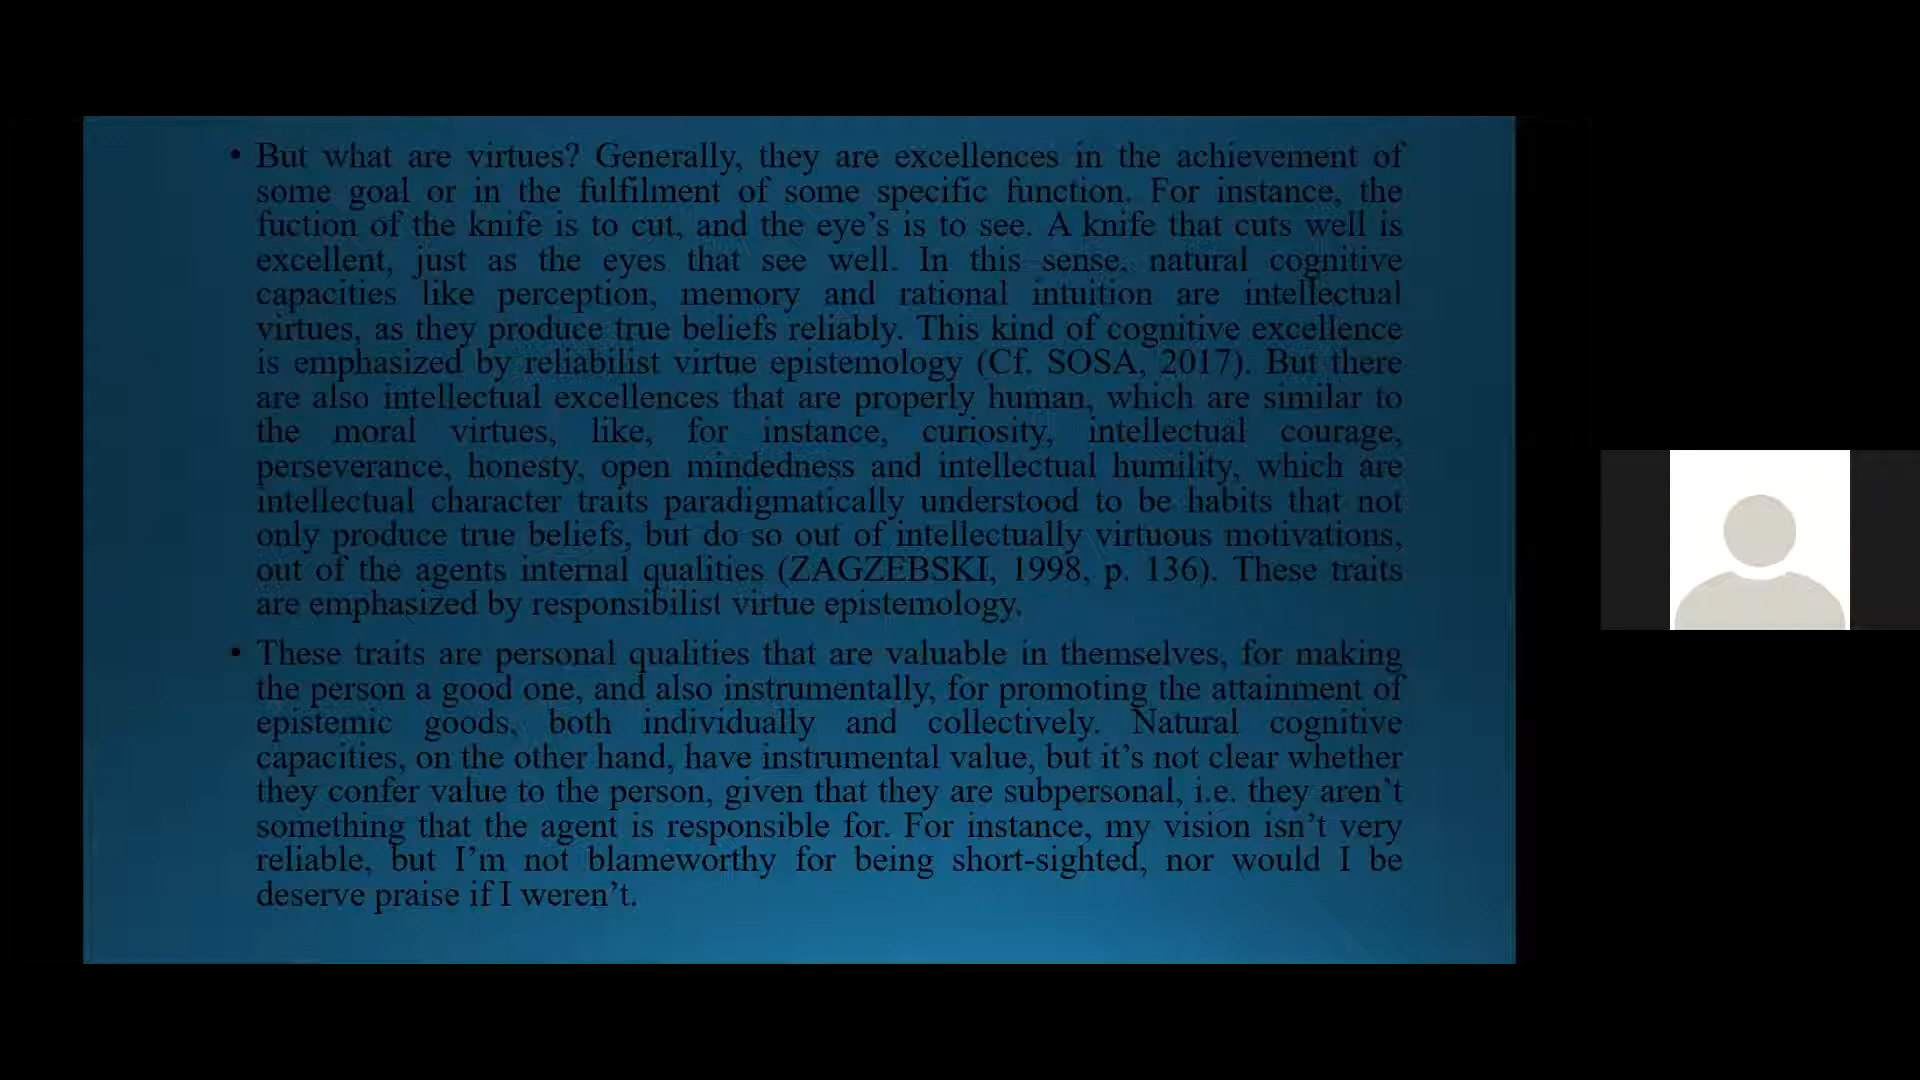 • But what are virtues? Generally, they are excellences in the achievement of
some goal or in the fulfilment of some specific function. For instance, the
fuction of the knife is to cut, and the eye’s is to see. A knife that cuts well is
excellent, just as the eyes that see well. In this sense. natural cognitive
capacities like perception, memory and rational intuition are intellectual
virtues, as they produce true beliefs reliably. This kind of cognitive excellence
is emphasized by reliabilist virtue epistemology (Cf. SOSA, 2017). But there
are also intellectual excellences that are properly human, which are similar to
the moral virtues, like, for instance, curiosity, intellectual courage,
perseverance, honesty, open mindedness and intellectual humility, which are
intellectual character traits paradigmatically understood to be habits that not
only produce true beliefs, but do so out of intellectually virtuous motivations,
out of the agents internal qualities (ZAGZEBSKI, 1998, p. 136). These traits
are emphasized by responsibilist virtue epistemology.
• These traits are personal qualities that are valuable in themselves, for making
the person a good one, and also instrumentally, for promoting the attainment of
epistemic goods, both individually and collectively. Natural cognitive
capacities, on the other hand, have instrumental value, but it’s not clear whether
they confer value to the person, given that they are subpersonal, i.e. they aren’t
something that the agent is responsible for. For instance, my vision isn’t very
reliable, but I’m not blameworthy for being short-sighted, nor would I be
deserve praise if I weren’t.